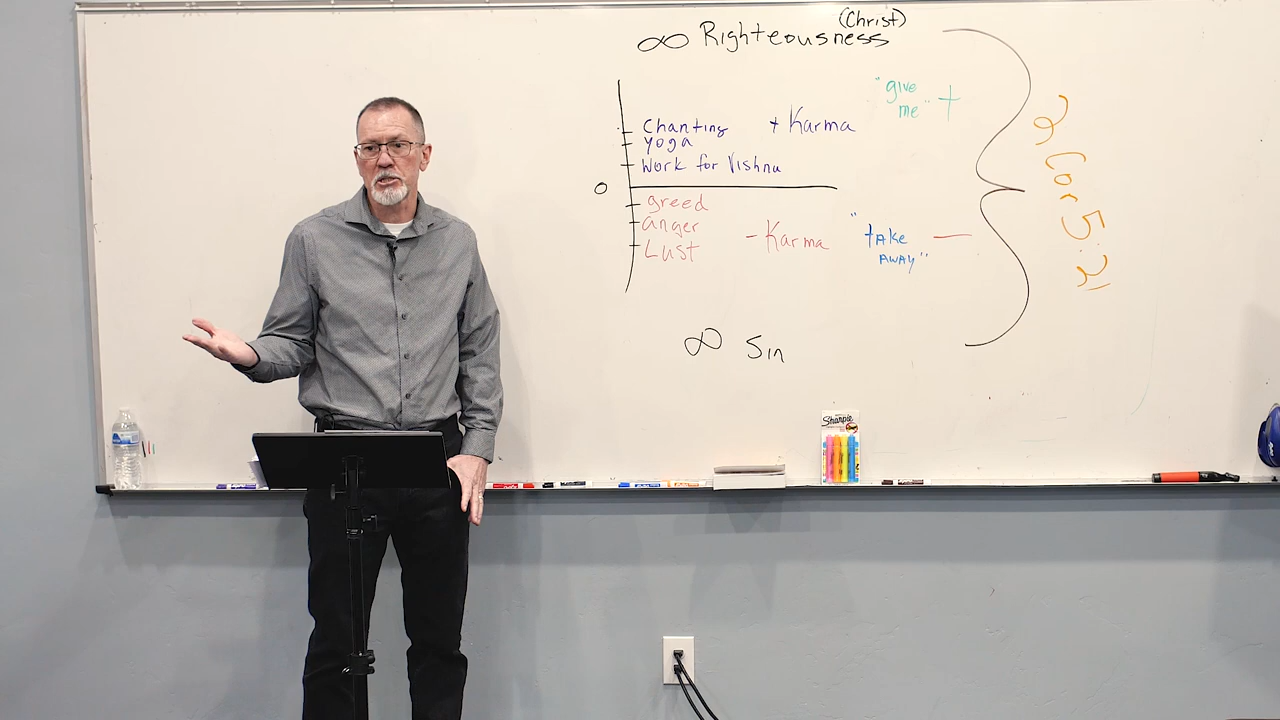 (Christ)
∞ Righteousness
"give
me" +
Chanting + Karma
Yoga
Work for Vishnu
0
greed
anger
Lust - Karma
"tAke
AWAY" —
∞ Sin
2 Cor 5:21
Sharpie